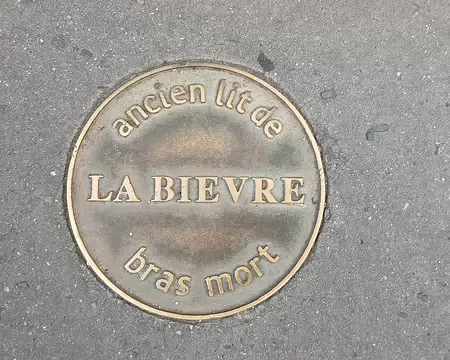 ancien lit de
LA BIEVRE
bras mort